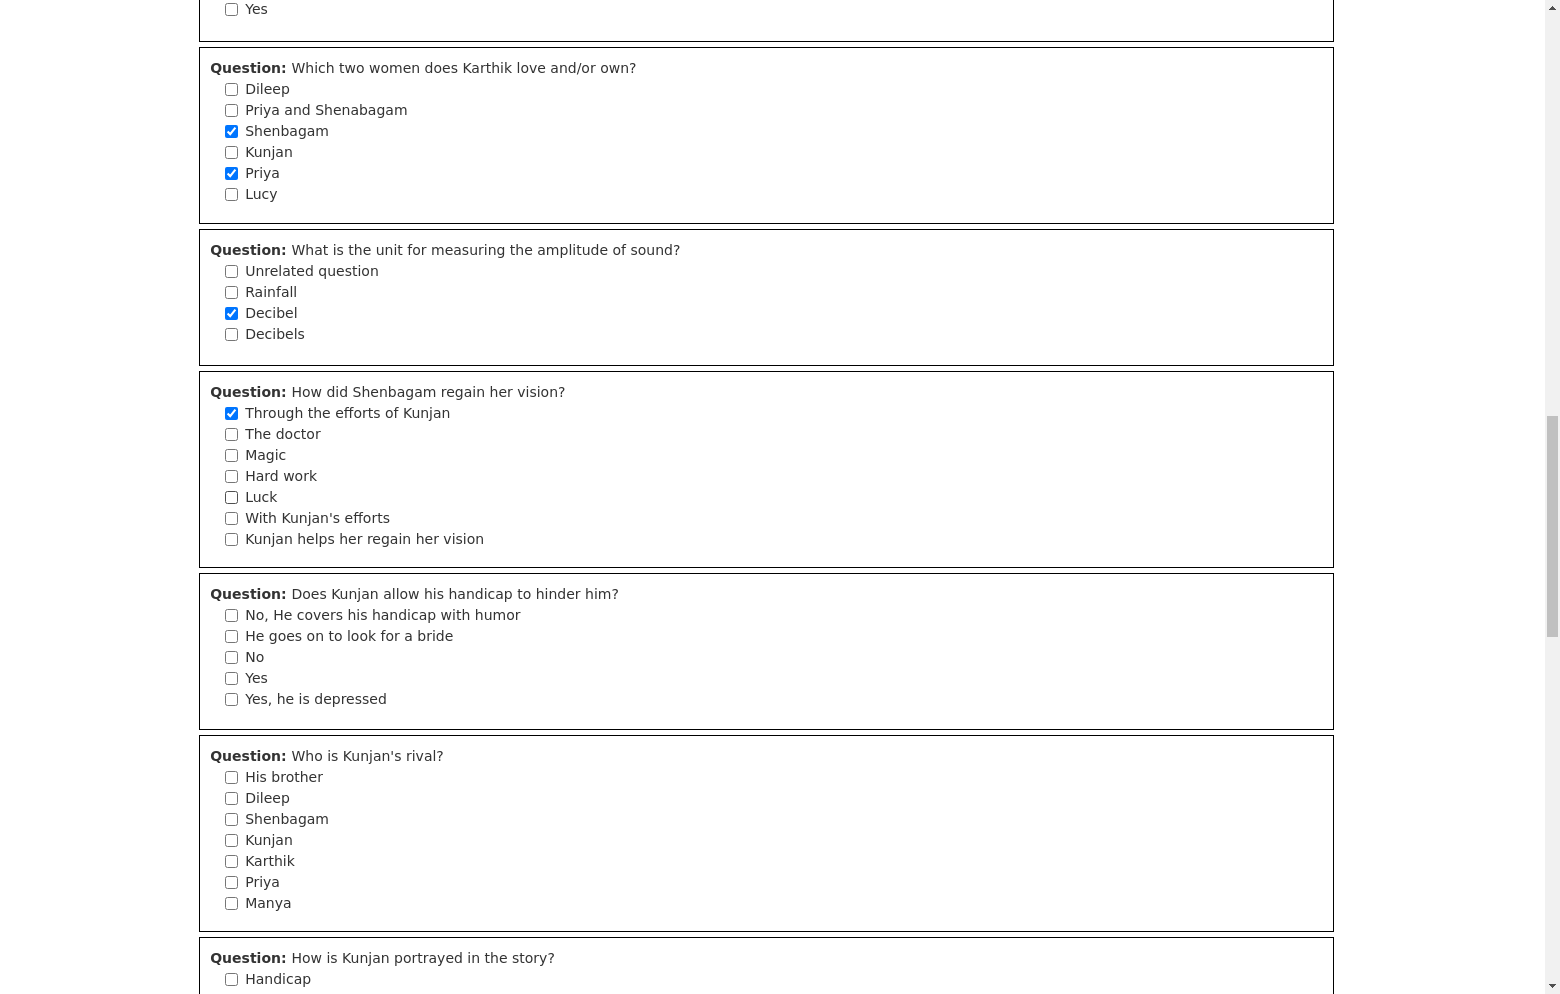 Yes
Question: Which two women does Karthik love and/or own?
Dileep
Priya and Shenabagam
Shenbagam
Kunjan
Priya
Lucy
Question: What is the unit for measuring the amplitude of sound?
Unrelated question
Rainfall
Decibel
Decibels
Question: How did Shenbagam regain her vision?
Through the efforts of Kunjan
The doctor
Magic
Hard work
Luck
With Kunjan's efforts
Kunjan helps her regain her vision
Question: Does Kunjan allow his handicap to hinder him?
No, He covers his handicap with humor
He goes on to look for a bride
No
Yes
Yes, he is depressed
Question: Who is Kunjan's rival?
His brother
Dileep
Shenbagam
Kunjan
Karthik
Priya
Manya
Question: How is Kunjan portrayed in the story?
Handicap